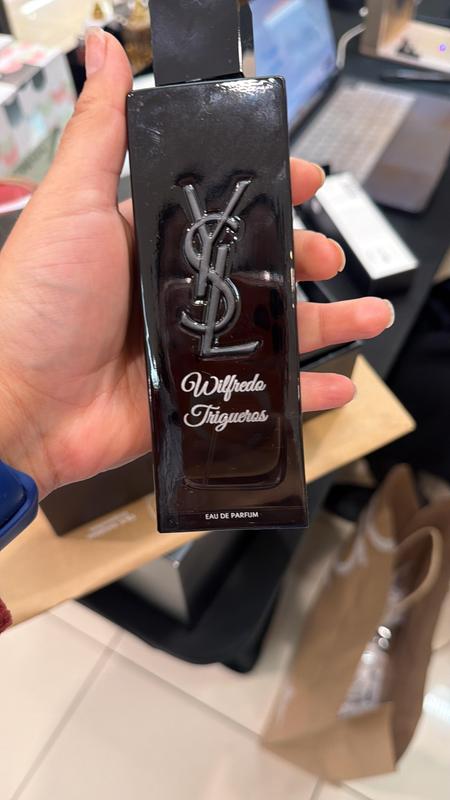 YSL
Wilfredo
Trigueros
EAU DE PARFUM